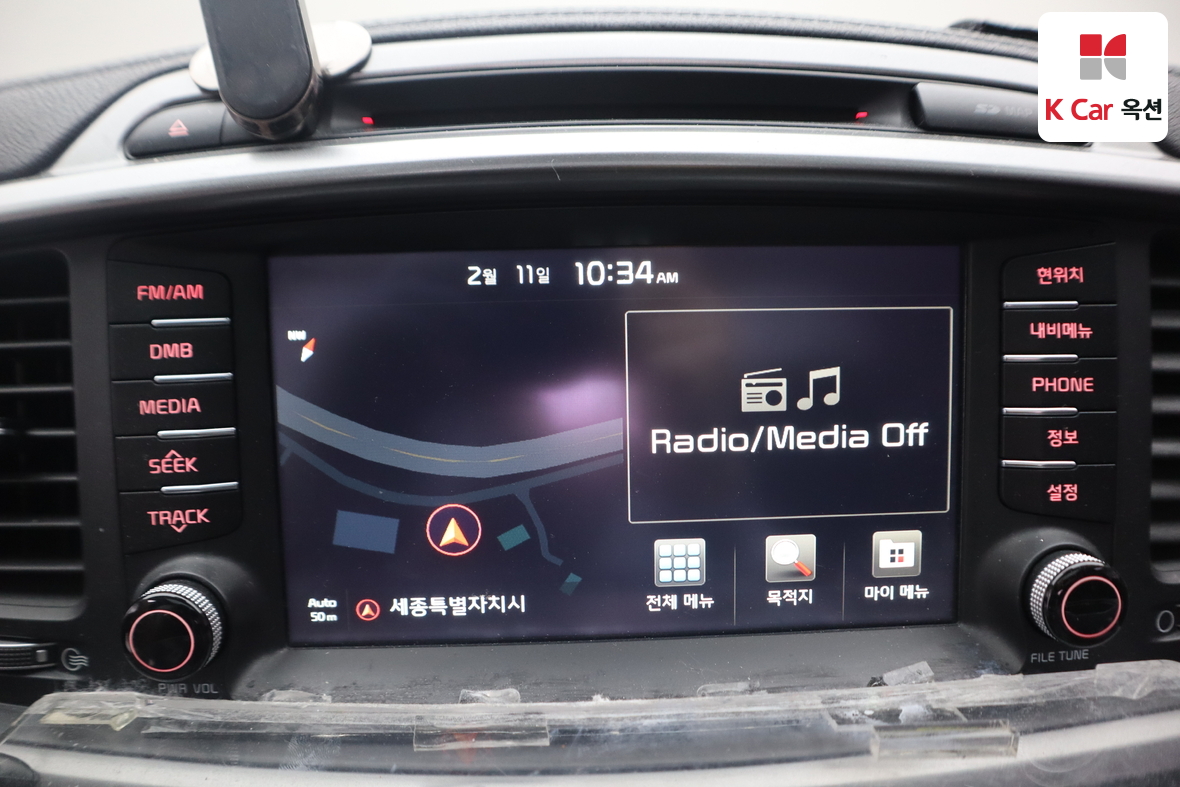 K Car 옥션
2월 11일 10:34 AM
FM/AM
DMB
MEDIA
SEEK
TRACK
PWR VOL
Radio/Media Off
Auto
50m
세종특별자치시
전체 메뉴
목적지
마이 메뉴
현위치
내비메뉴
PHONE
정보
설정
FILE TUNE